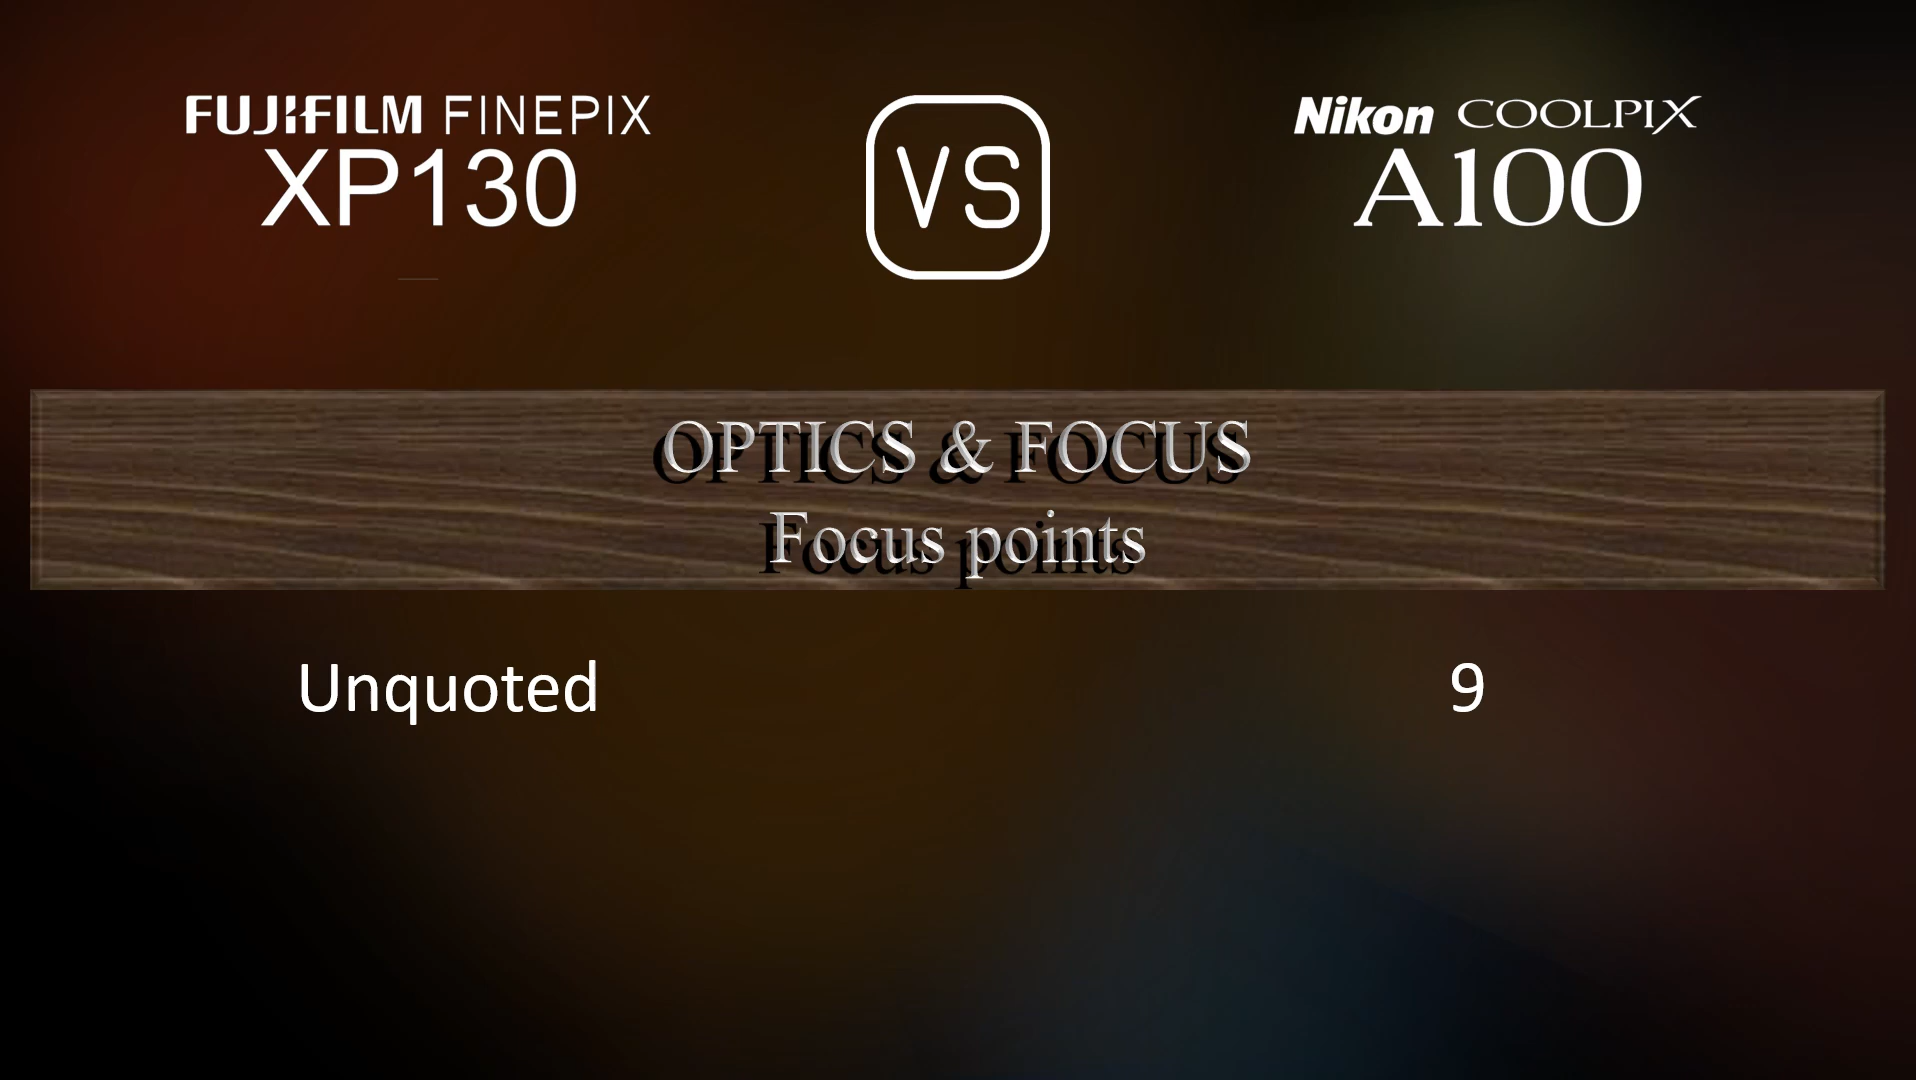 FUJIFILM FINEPIX
XP130
VS
Nikon COOLPIX
A100
OPTICS & FOCUS
Focus points
Unquoted
9